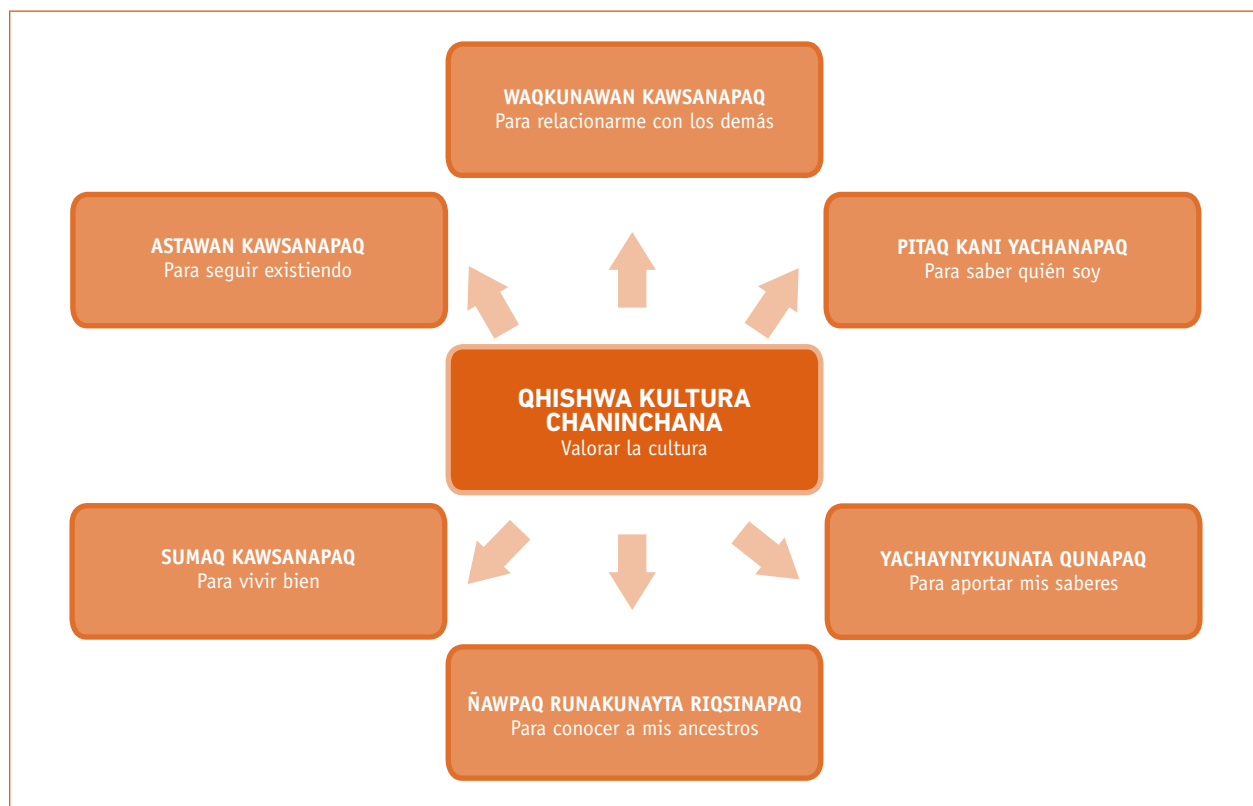 WAQKUNAWAN KAWSANAPAQ
Para relacionarme con los demás
ASTAWAN KAWSANAPAQ
Para seguir existiendo
PITAQ KANI YACHANAPAQ
Para saber quién soy
QHISHWA KULTURA
CHANINCHANA
Valorar la cultura
SUMAQ KAWSANAPAQ
Para vivir bien
YACHAYNIYKUNATA QUNAPAQ
Para aportar mis saberes
ÑAWPAQ RUNAKUNAYTA RIQSINAPAQ
Para conocer a mis ancestros